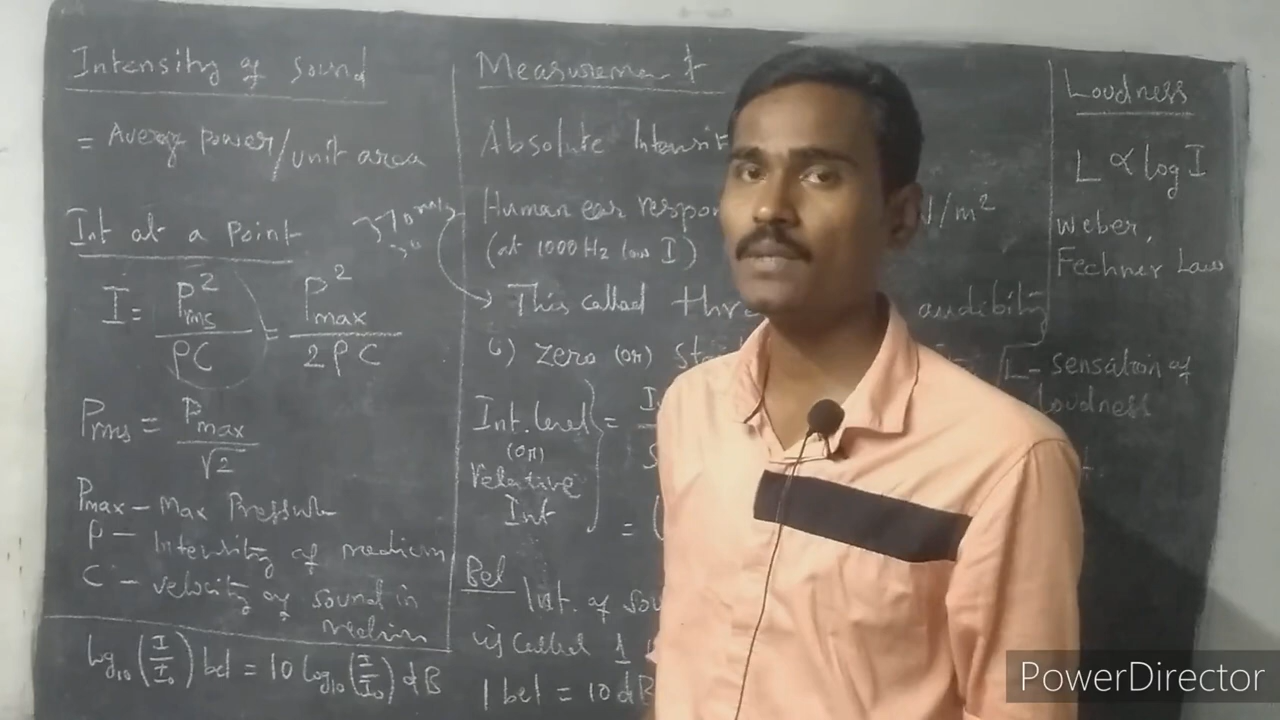 Intensity of sound
= Average power/unit area
Int at a point
I = P²rms/ρC = P²max/2ρC
Prms = Pmax/√2
Pmax – Max Pressure
ρ – Intensity of medium
C – velocity of sound in
medium
log₁₀(I/I₀) bel = 10 log₁₀(I/I₀) dB
Measurement
Absolute Intensit
Human ear respon
/m²
(at 1000 Hz low I)
This called thr
audibility
zero (or)
Int. level
(or)
relative
Int
=
= (
Bel
Int. of sou
is called 1
1 bel = 10 dB
Loudness
L ∝ log I
Weber,
Fechner Law
L – sensation of
loudness
PowerDirector